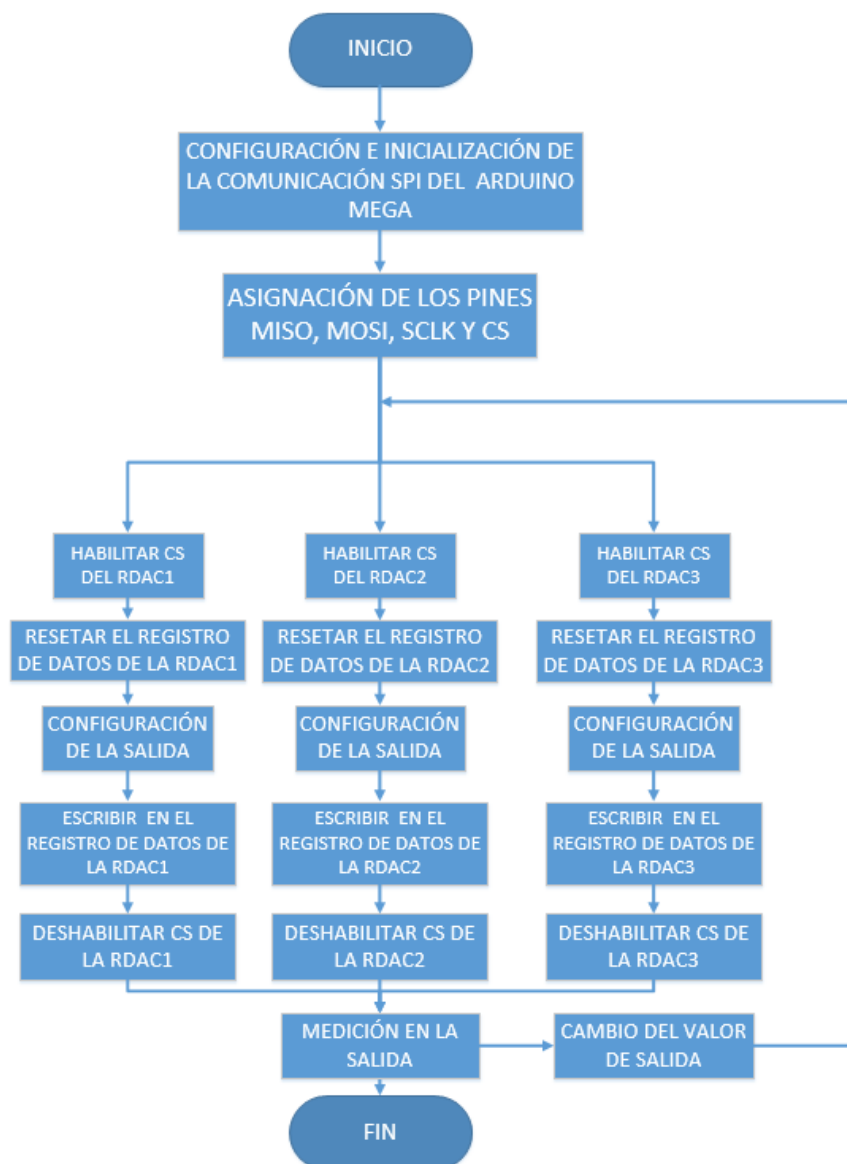 INICIO
CONFIGURACIÓN E INICIALIZACIÓN DE
LA COMUNICACIÓN SPI DEL ARDUINO
MEGA
ASIGNACIÓN DE LOS PINES
MISO, MOSI, SCLK Y CS
HABILITAR CS
DEL RDAC1
RESETAR EL REGISTRO
DE DATOS DE LA RDAC1
CONFIGURACIÓN
DE LA SALIDA
ESCRIBIR EN EL
REGISTRO DE DATOS DE
LA RDAC1
DESHABILITAR CS DE
LA RDAC1
HABILITAR CS
DEL RDAC2
RESETAR EL REGISTRO
DE DATOS DE LA RDAC2
CONFIGURACIÓN
DE LA SALIDA
ESCRIBIR EN EL
REGISTRO DE DATOS DE
LA RDAC2
DESHABILITAR CS DE
LA RDAC2
HABILITAR CS
DEL RDAC3
RESETAR EL REGISTRO
DE DATOS DE LA RDAC3
CONFIGURACIÓN
DE LA SALIDA
ESCRIBIR EN EL
REGISTRO DE DATOS DE
LA RDAC3
DESHABILITAR CS DE
LA RDAC3
MEDICIÓN EN LA
SALIDA
CAMBIO DEL VALOR
DE SALIDA
FIN